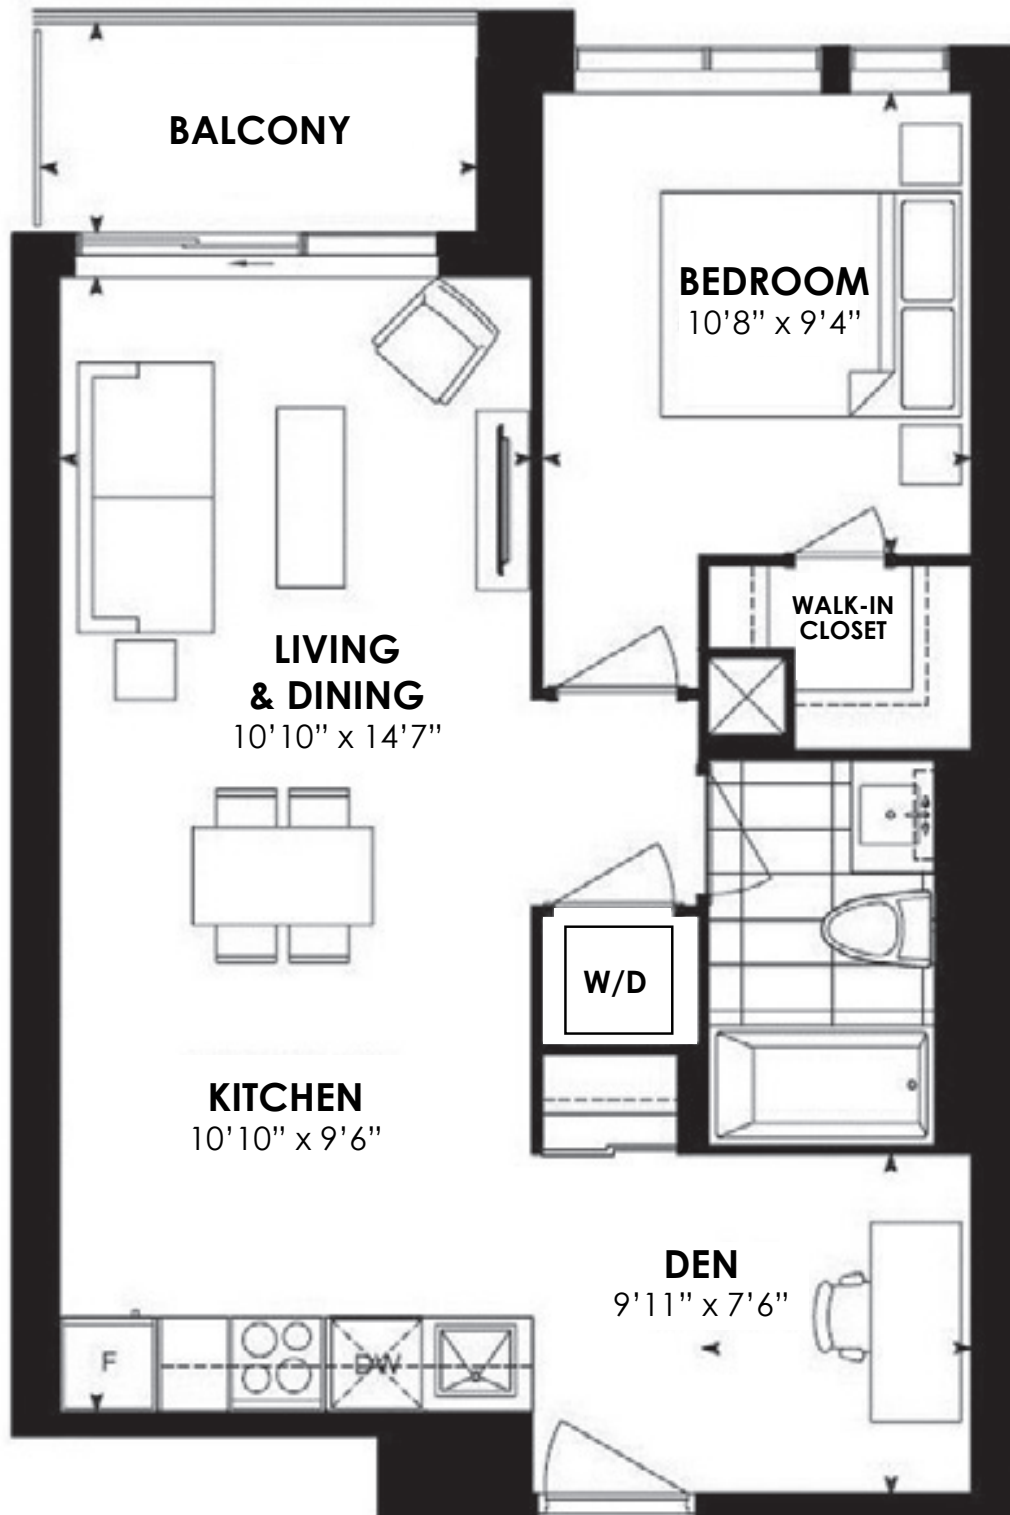 BALCONY
BEDROOM
10’8” x 9’4”
WALK-IN
CLOSET
LIVING
& DINING
10’10” x 14’7”
W/D
KITCHEN
10’10” x 9’6”
DEN
9’11” x 7’6”
F
DW